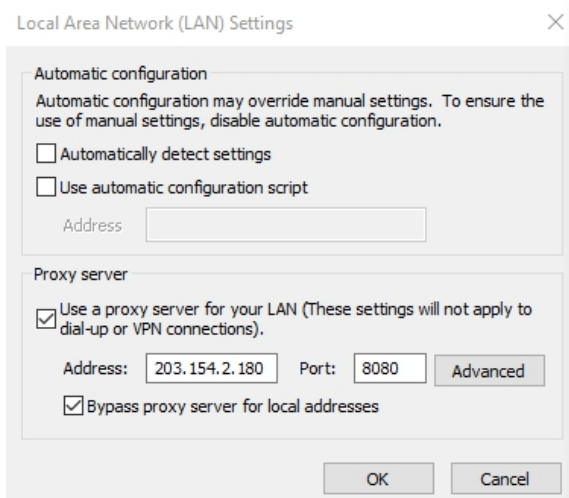 Local Area Network (LAN) Settings
Automatic configuration
Automatic configuration may override manual settings. To ensure the
use of manual settings, disable automatic configuration.
Automatically detect settings
Use automatic configuration script
Address
Proxy server
Use a proxy server for your LAN (These settings will not apply to
dial-up or VPN connections).
Address: 203.154.2.180 Port: 8080 Advanced
Bypass proxy server for local addresses
OK Cancel